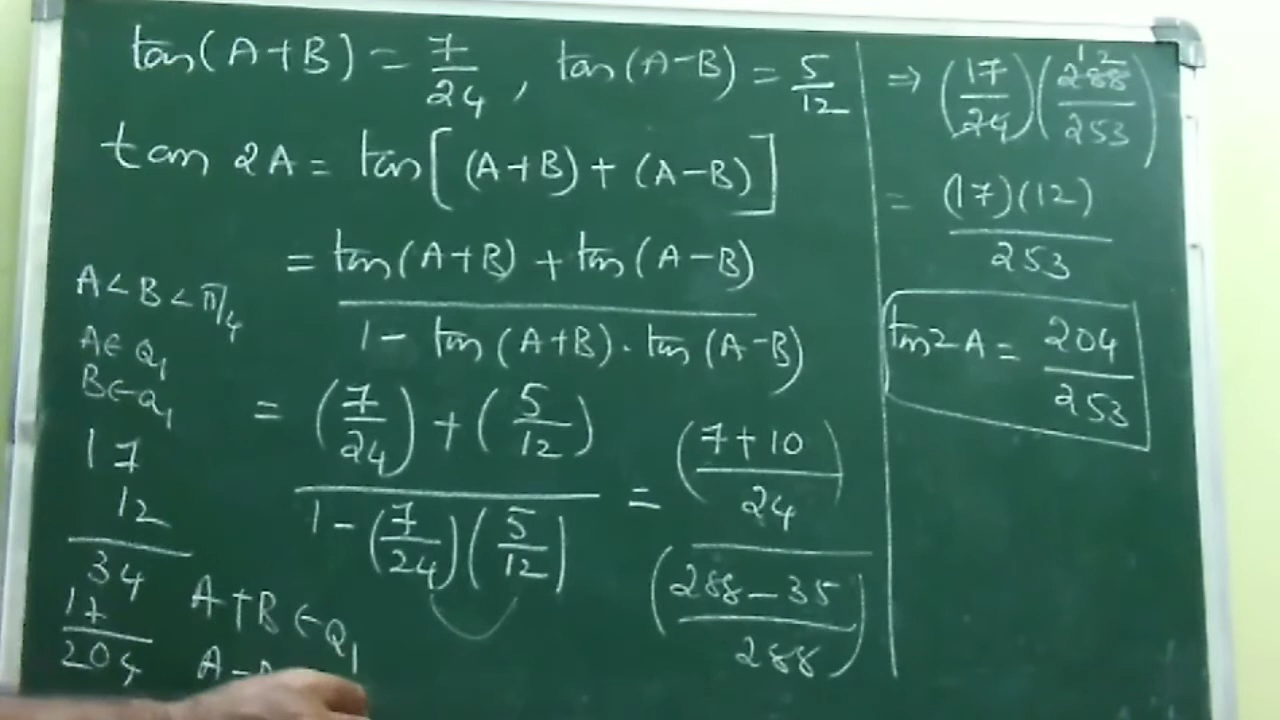 tan(A+B) = 7/24, tan(A-B) = 5/12
tan 2A = tan[(A+B) + (A-B)]
= tan(A+B) + tan(A-B)
1 - tan(A+B) . tan(A-B)
= (7/24) + (5/12)
1 - (7/24)(5/12)
= (7+10/24)
(288-35/288)
A<B<π/4
A∈Q1
B∈Q1
17
12
34
17
204
A+B∈Q1
A-
⇒ (17/24)(288/253) 12
= (17)(12)
253
tan2A = 204/253